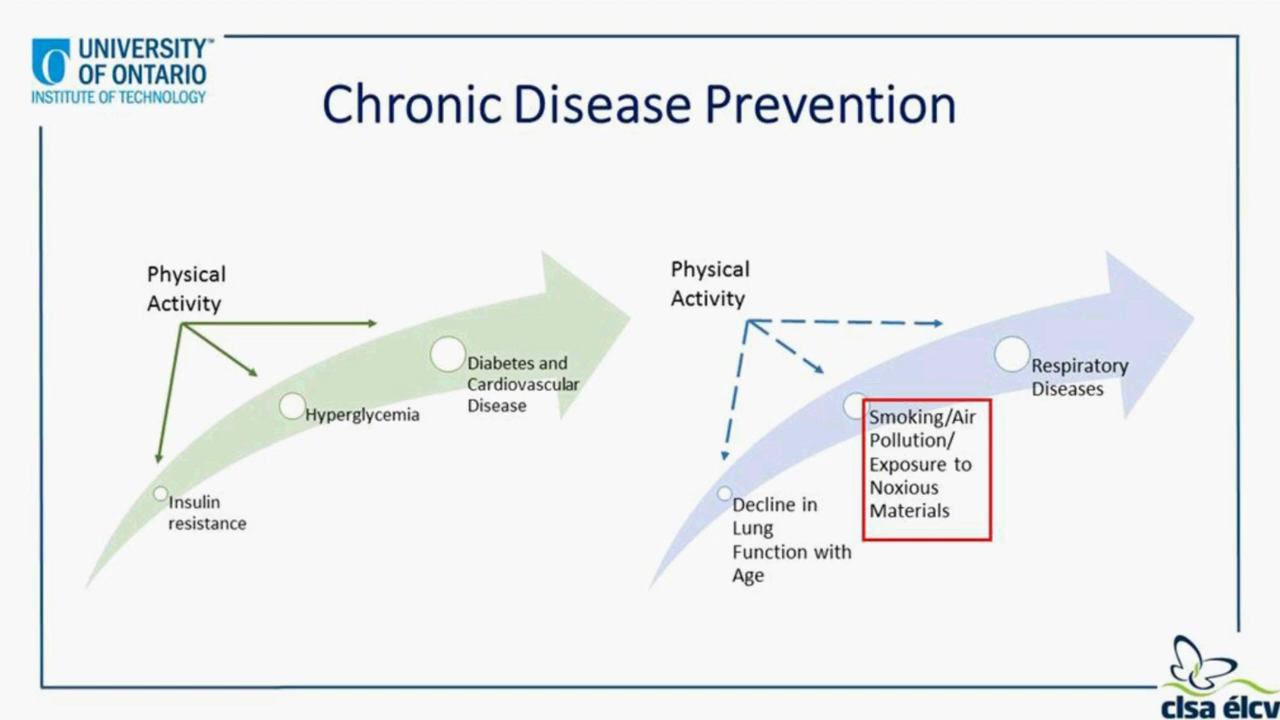 UNIVERSITY™
OF ONTARIO
INSTITUTE OF TECHNOLOGY
Chronic Disease Prevention
Physical
Activity
Diabetes and
Cardiovascular
Disease
Hyperglycemia
Insulin
resistance
Physical
Activity
Respiratory
Diseases
Smoking/Air
Pollution/
Exposure to
Noxious
Materials
Decline in
Lung
Function with
Age
clsa élcv